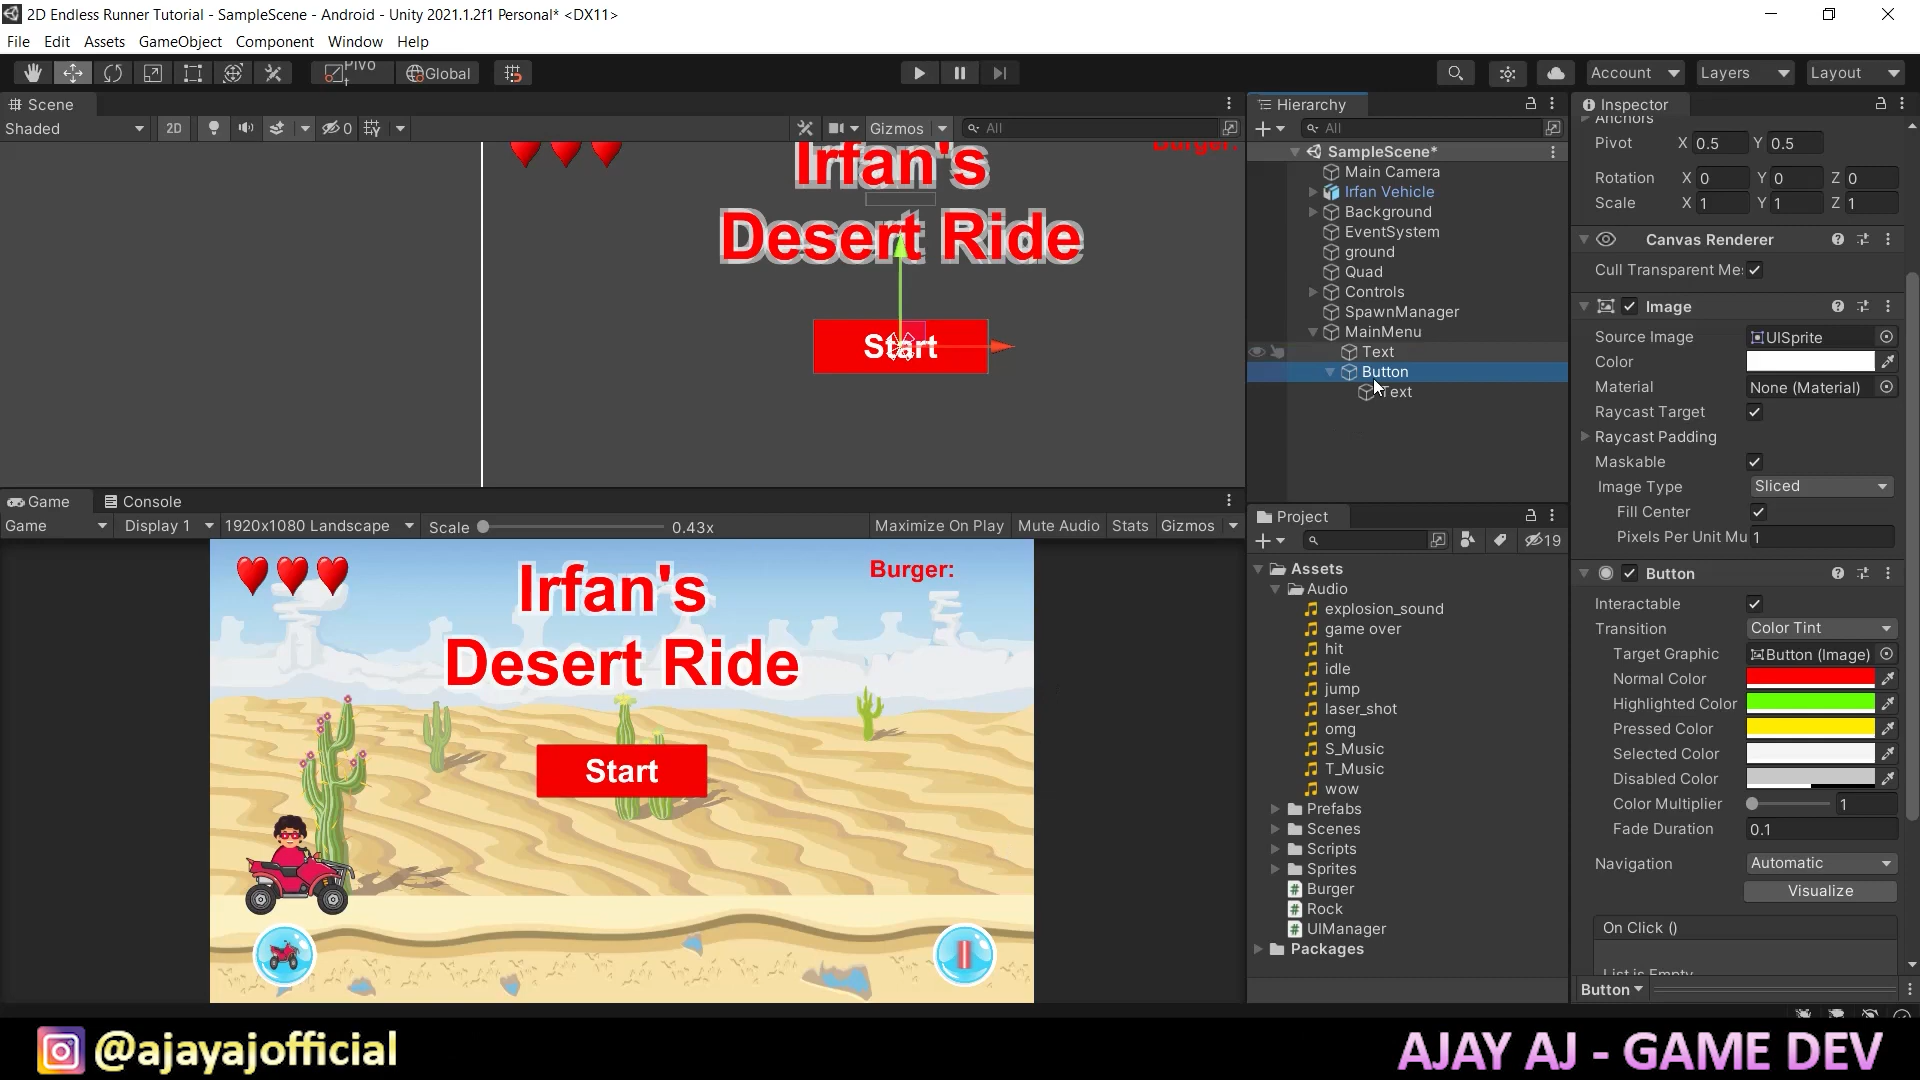 2D Endless Runner Tutorial - SampleScene - Android - Unity 2021.1.2f1 Personal* <DX11>
File Edit Assets GameObject Component Window Help
Pivot Global
Account Layers Layout
Scene
Shaded 2D 0 Gizmos All
Irfan's
Desert Ride
Start
Game Console
Game Display 1 1920x1080 Landscape Scale 0.43x Maximize On Play Mute Audio Stats Gizmos
Irfan's
Desert Ride
Burger:
Start
Hierarchy
All
SampleScene*
Main Camera
Irfan Vehicle
Background
EventSystem
ground
Quad
Controls
SpawnManager
MainMenu
Text
Button
Text
Project
19
Assets
Audio
explosion_sound
game over
hit
idle
jump
laser_shot
omg
S_Music
T_Music
wow
Prefabs
Scenes
Scripts
Sprites
Burger
Rock
UIManager
Packages
Inspector
Anchors
Pivot X 0.5 Y 0.5
Rotation X 0 Y 0 Z 0
Scale X 1 Y 1 Z 1
Canvas Renderer
Cull Transparent Me:
Image
Source Image UISprite
Color
Material None (Material)
Raycast Target
Raycast Padding
Maskable
Image Type Sliced
Fill Center
Pixels Per Unit Mu 1
Button
Interactable
Transition Color Tint
Target Graphic Button (Image)
Normal Color
Highlighted Color
Pressed Color
Selected Color
Disabled Color
Color Multiplier 1
Fade Duration 0.1
Navigation Automatic
Visualize
On Click ()
List is Empty
Button
@ajayajofficial
AJAY AJ - GAME DEV